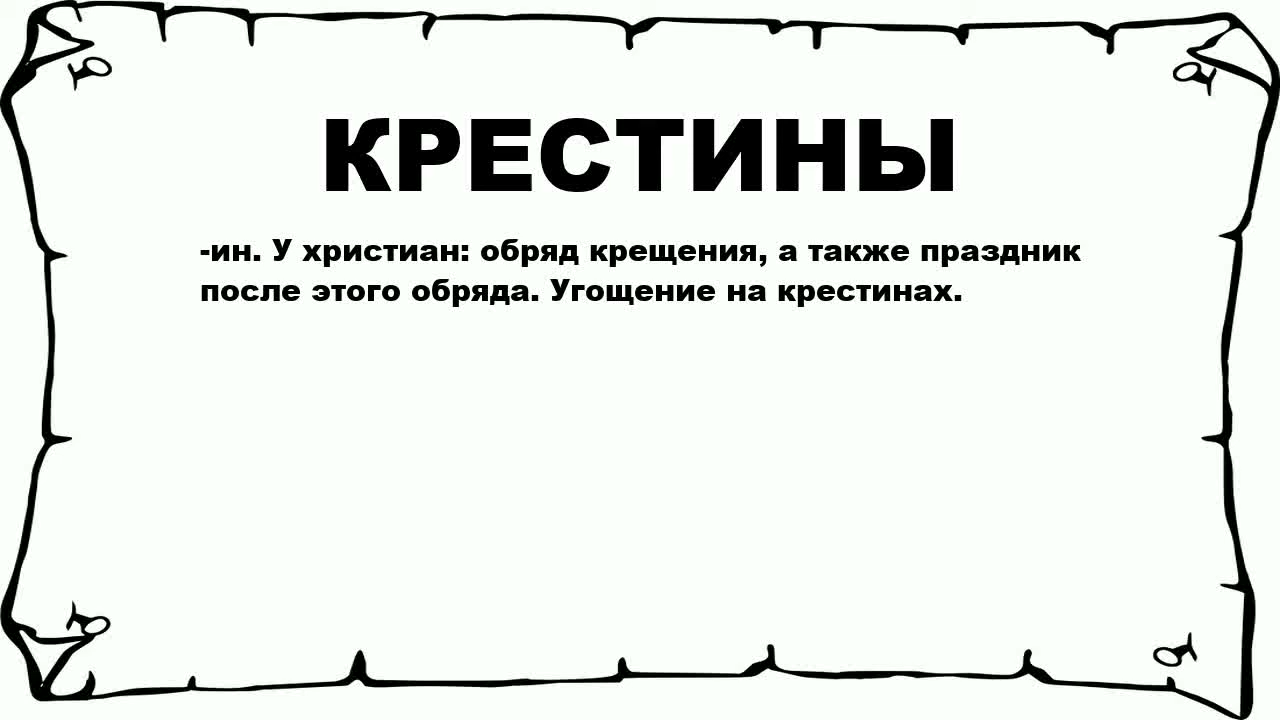 КРЕСТИНЫ
-ин. У христиан: обряд крещения, а также праздник
после этого обряда. Угощение на крестинах.